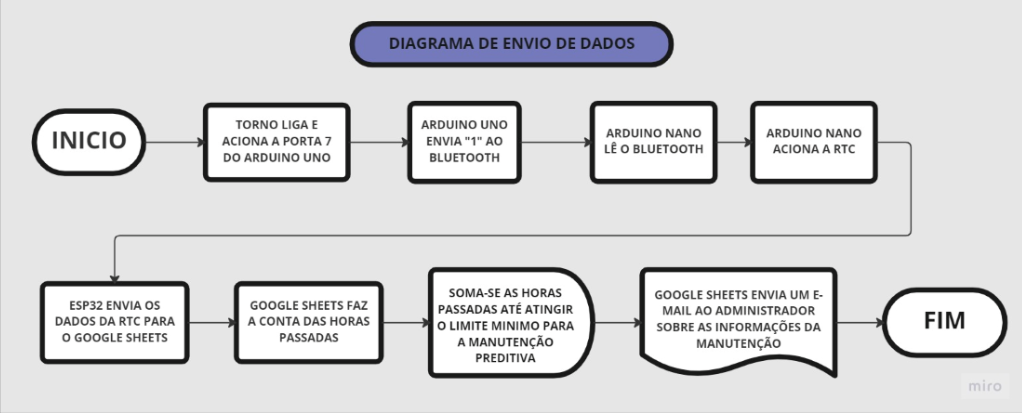 DIAGRAMA DE ENVIO DE DADOS
INICIO
TORNO LIGA E
ACIONA A PORTA 7
DO ARDUINO UNO
ARDUINO UNO
ENVIA "1" AO
BLUETOOTH
ARDUINO NANO
LÊ O BLUETOOTH
ARDUINO NANO
ACIONA A RTC
ESP32 ENVIA OS
DADOS DA RTC PARA
O GOOGLE SHEETS
GOOGLE SHEETS FAZ
A CONTA DAS HORAS
PASSADAS
SOMA-SE AS HORAS
PASSADAS ATÉ ATINGIR
O LIMITE MINIMO PARA
A MANUTENÇÃO
PREDITIVA
GOOGLE SHEETS ENVIA UM E-
MAIL AO ADMINISTRADOR
SOBRE AS INFORMAÇÕES DA
MANUTENÇÃO
FIM
miro